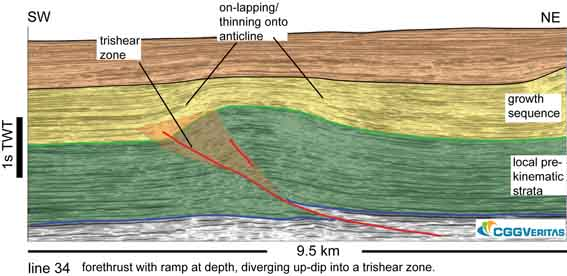 SW
on-lapping/
thinning onto
anticline
NE
trishear
zone
growth
sequence
1s TWT
local pre-
kinematic
strata
CGGVERITAS
9.5 km
line 34 forethrust with ramp at depth, diverging up-dip into a trishear zone.